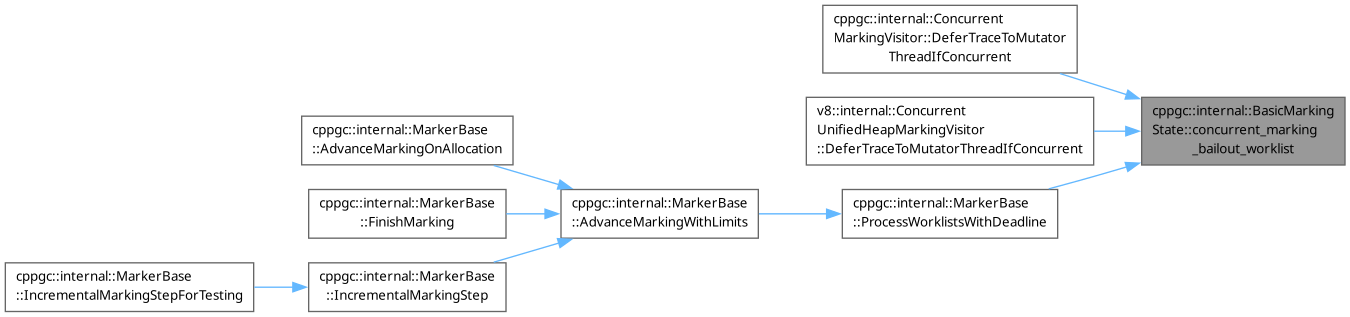 cppgc::internal::Concurrent
MarkingVisitor::DeferTraceToMutator
ThreadIfConcurrent
v8::internal::Concurrent
UnifiedHeapMarkingVisitor
::DeferTraceToMutatorThreadIfConcurrent
cppgc::internal::BasicMarking
State::concurrent_marking
_bailout_worklist
cppgc::internal::MarkerBase
::AdvanceMarkingOnAllocation
cppgc::internal::MarkerBase
::FinishMarking
cppgc::internal::MarkerBase
::AdvanceMarkingWithLimits
cppgc::internal::MarkerBase
::ProcessWorklistsWithDeadline
cppgc::internal::MarkerBase
::IncrementalMarkingStepForTesting
cppgc::internal::MarkerBase
::IncrementalMarkingStep